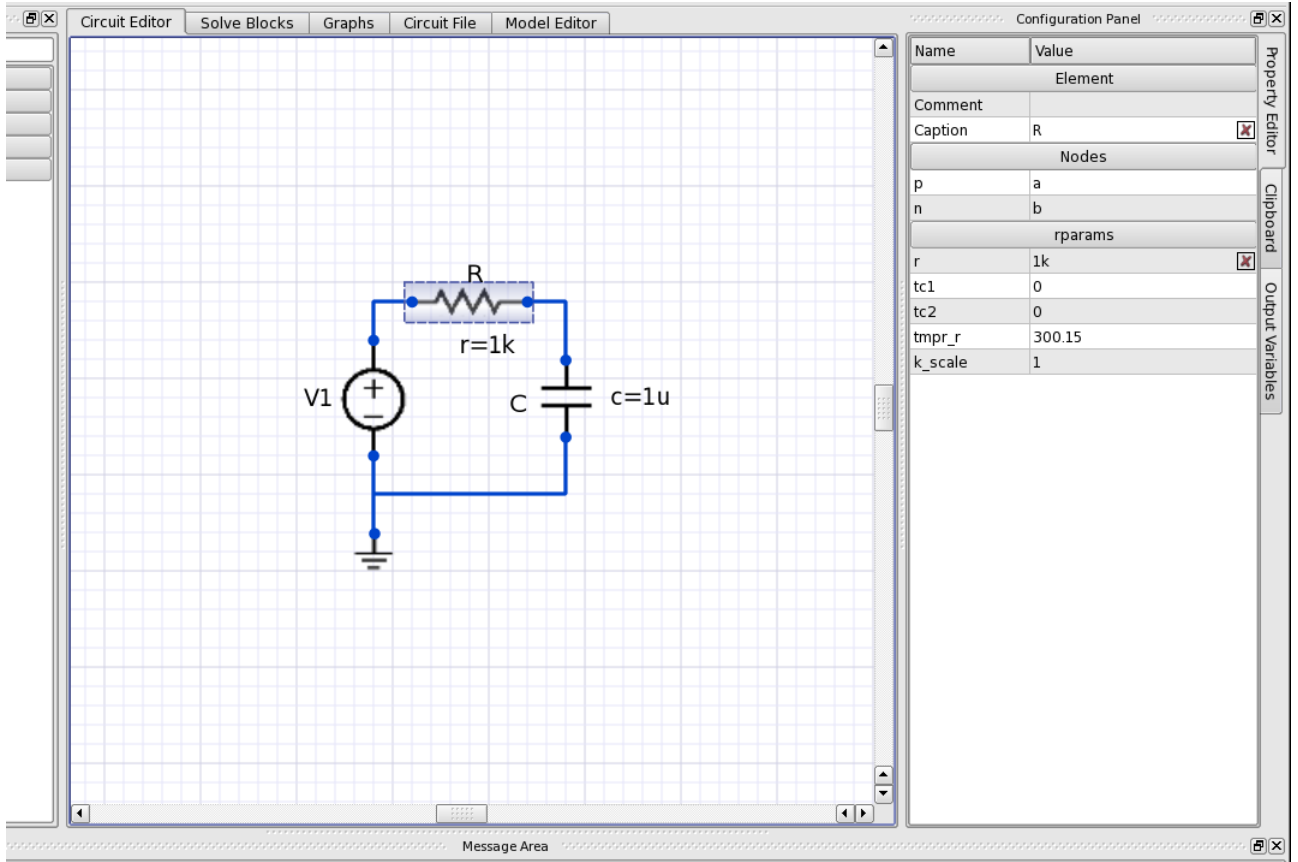 Circuit Editor Solve Blocks Graphs Circuit File Model Editor
Configuration Panel
Name Value
Element
Comment
Caption R
Nodes
p a
n b
rparams
r 1k
tc1 0
tc2 0
tmpr_r 300.15
k_scale 1
Property Editor
Clipboard
Output Variables
R
r=1k
V1
+
−
C
c=1u
Message Area